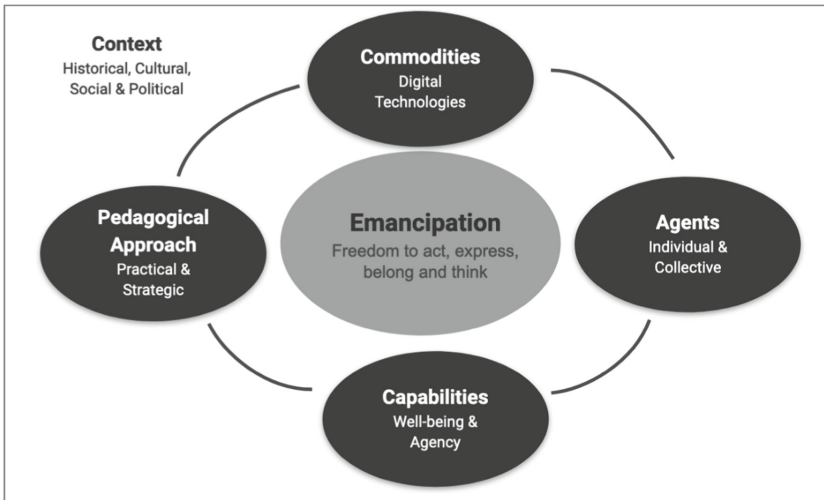 Context
Historical, Cultural,
Social & Political
Commodities
Digital
Technologies
Pedagogical
Approach
Practical &
Strategic
Emancipation
Freedom to act, express,
belong and think
Agents
Individual &
Collective
Capabilities
Well-being &
Agency